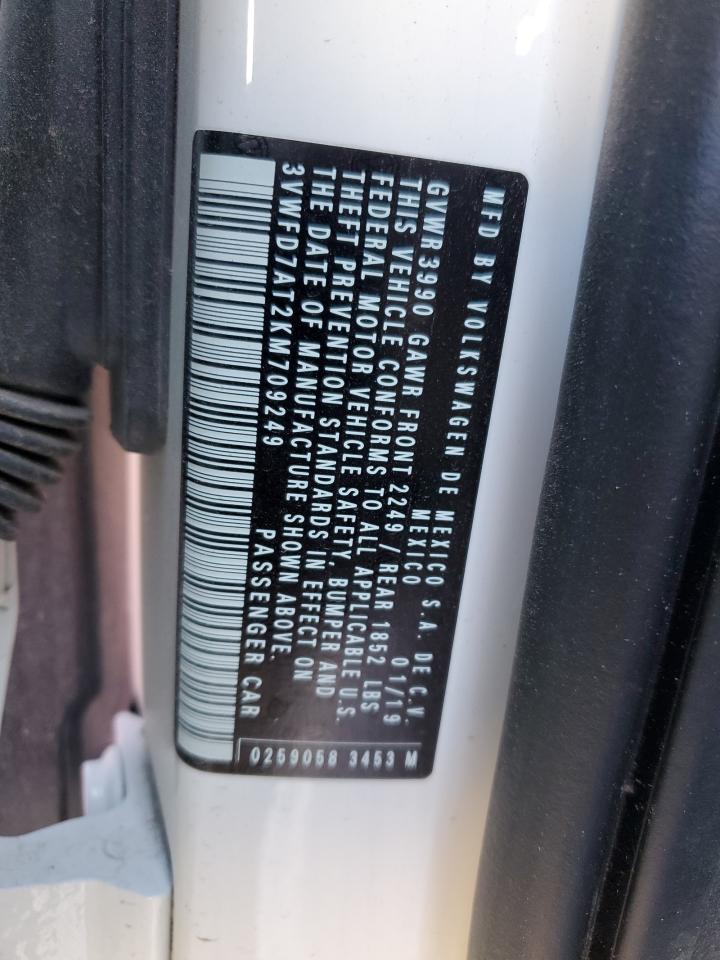 MFD BY VOLKSWAGEN DE MEXICO S.A. DE C.V.
MEXICO 01/19
GVWR 3990 GAWR FRONT 2249 / REAR 1852 LBS
THIS VEHICLE CONFORMS TO ALL APPLICABLE U.S.
FEDERAL MOTOR VEHICLE SAFETY, BUMPER AND
THEFT PREVENTION STANDARDS IN EFFECT ON
THE DATE OF MANUFACTURE SHOWN ABOVE.
3VWFD7AT2KM709249 PASSENGER CAR
0259058 3453 M